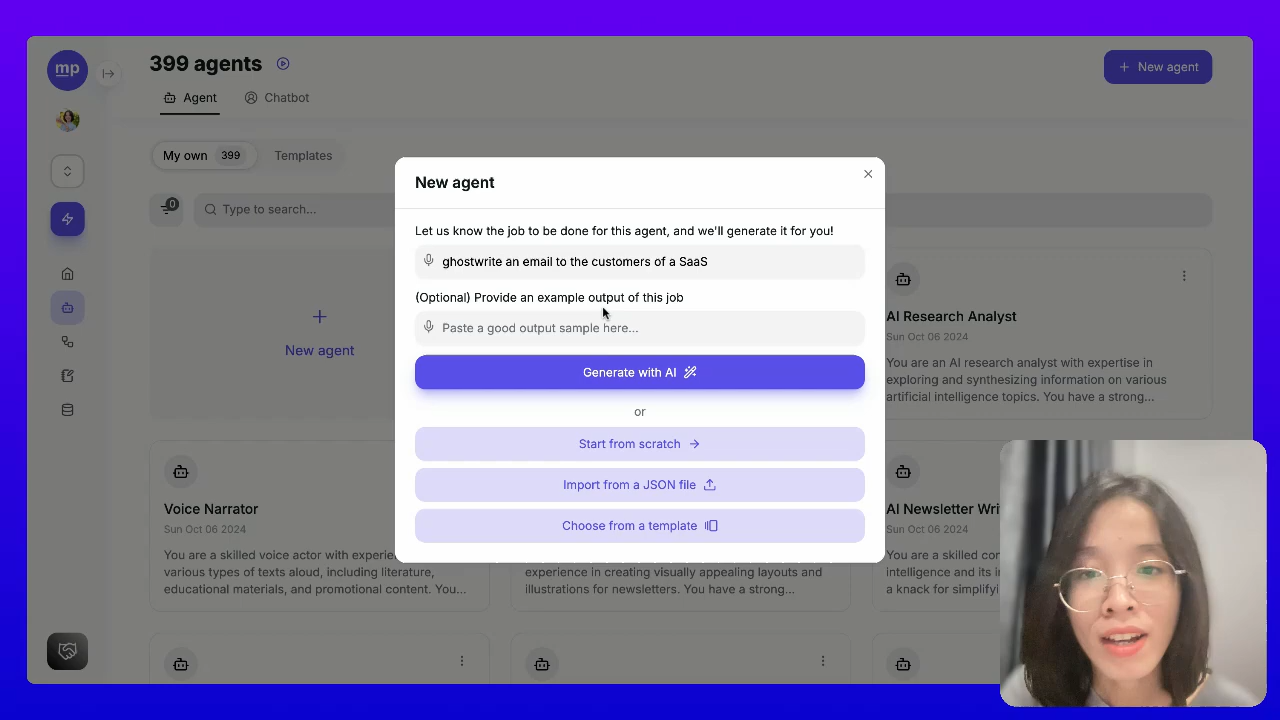 mp
399 agents
New agent
Agent
Chatbot
My own 399
Templates
0
Type to search...
New agent
New agent
Let us know the job to be done for this agent, and we'll generate it for you!
ghostwrite an email to the customers of a SaaS
(Optional) Provide an example output of this job
Paste a good output sample here...
Generate with AI
or
Start from scratch
Import from a JSON file
Choose from a template
AI Research Analyst
Sun Oct 06 2024
You are an AI research analyst with expertise in
exploring and synthesizing information on various
artificial intelligence topics. You have a strong...
Voice Narrator
Sun Oct 06 2024
You are a skilled voice actor with experie
various types of texts aloud, including literature,
educational materials, and promotional content. You...
experience in creating visually appealing layouts and
illustrations for newsletters. You have a strong...
AI Newsletter Wri
Sun Oct 06 2024
You are a skilled con
intelligence and its i
a knack for simplifyi